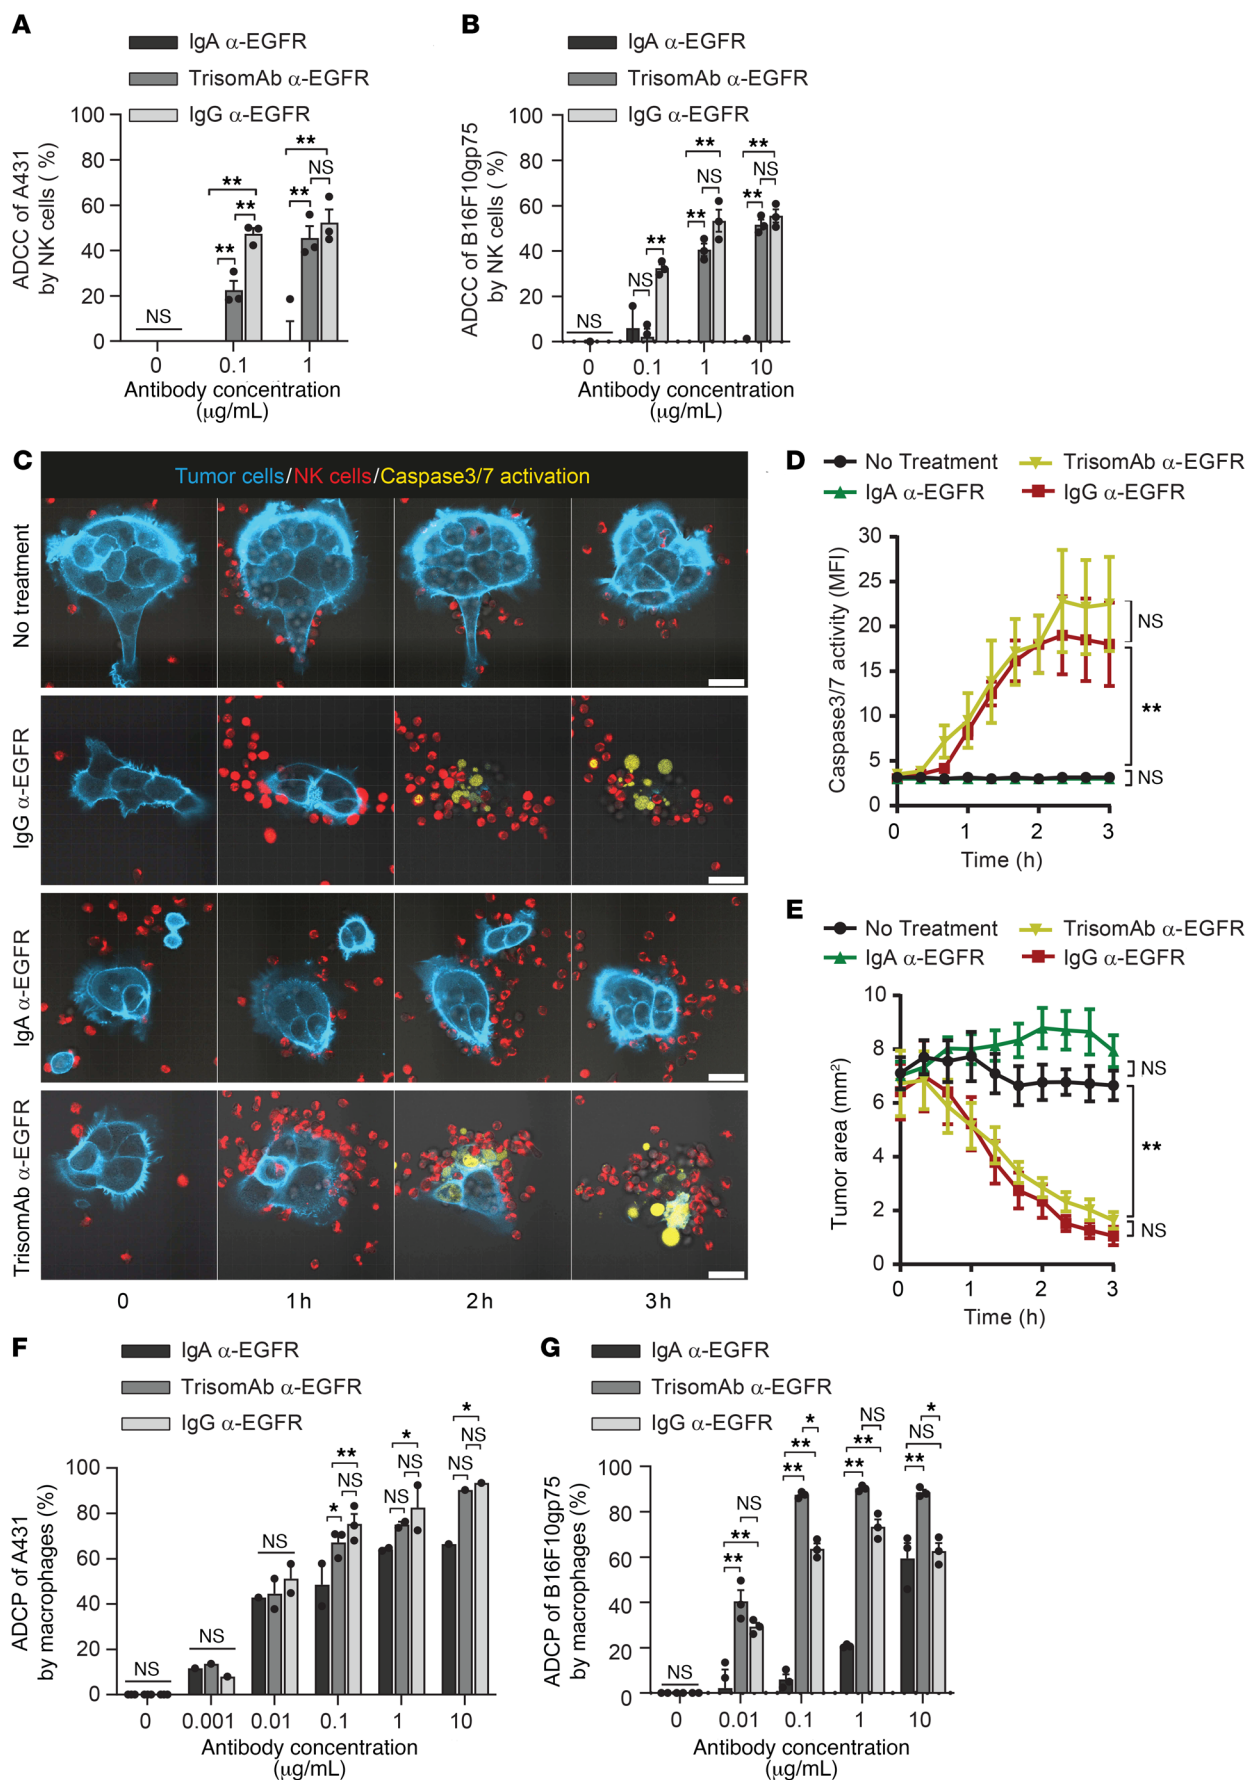 A
IgA α-EGFR
TrisomAb α-EGFR
IgG α-EGFR
ADCC of A431
by NK cells ( %)
100
80
60
40
20
0
NS
**
**
**
**
**
NS
0 0.1 1
Antibody concentration
(μg/mL)
B
IgA α-EGFR
TrisomAb α-EGFR
IgG α-EGFR
ADCC of B16F10gp75
by NK cells ( %)
100
80
60
40
20
0
NS
NS
**
**
**
NS
**
**
NS
0 0.1 1 10
Antibody concentration
(μg/mL)
C
Tumor cells/NK cells/Caspase3/7 activation
No treatment
IgG α-EGFR
IgA α-EGFR
TrisomAb α-EGFR
0 1h 2h 3h
D
No Treatment
TrisomAb α-EGFR
IgA α-EGFR
IgG α-EGFR
Caspase3/7 activity (MFI)
30
25
20
15
10
5
0
NS
**
NS
0 1 2 3
Time (h)
E
No Treatment
TrisomAb α-EGFR
IgA α-EGFR
IgG α-EGFR
Tumor area (mm²)
10
8
6
4
2
0
NS
**
NS
0 1 2 3
Time (h)
F
IgA α-EGFR
TrisomAb α-EGFR
IgG α-EGFR
ADCP of A431
by macrophages (%)
100
80
60
40
20
0
NS
NS
NS
**
NS
*
*
NS
NS
*
NS
NS
0 0.001 0.01 0.1 1 10
Antibody concentration
(μg/mL)
G
IgA α-EGFR
TrisomAb α-EGFR
IgG α-EGFR
ADCP of B16F10gp75
by macrophages (%)
100
80
60
40
20
0
NS
NS
**
**
*
**
**
NS
**
**
*
NS
**
0 0.01 0.1 1 10
Antibody concentration
(μg/mL)